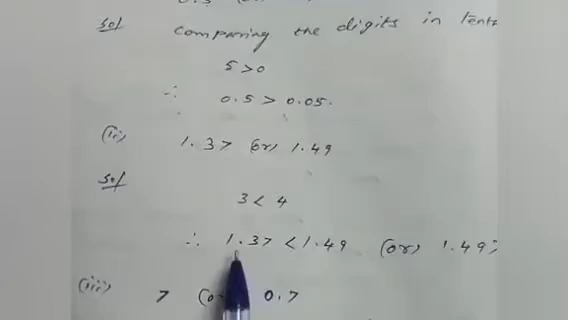 sol comparing the digits in tent
5 > 0
∴ 0.5 > 0.05.
(ii) 1.37 (or) 1.49
sol
3 < 4
∴ 1.37 < 1.49 (or) 1.49
(iii) 7 (o 0.7